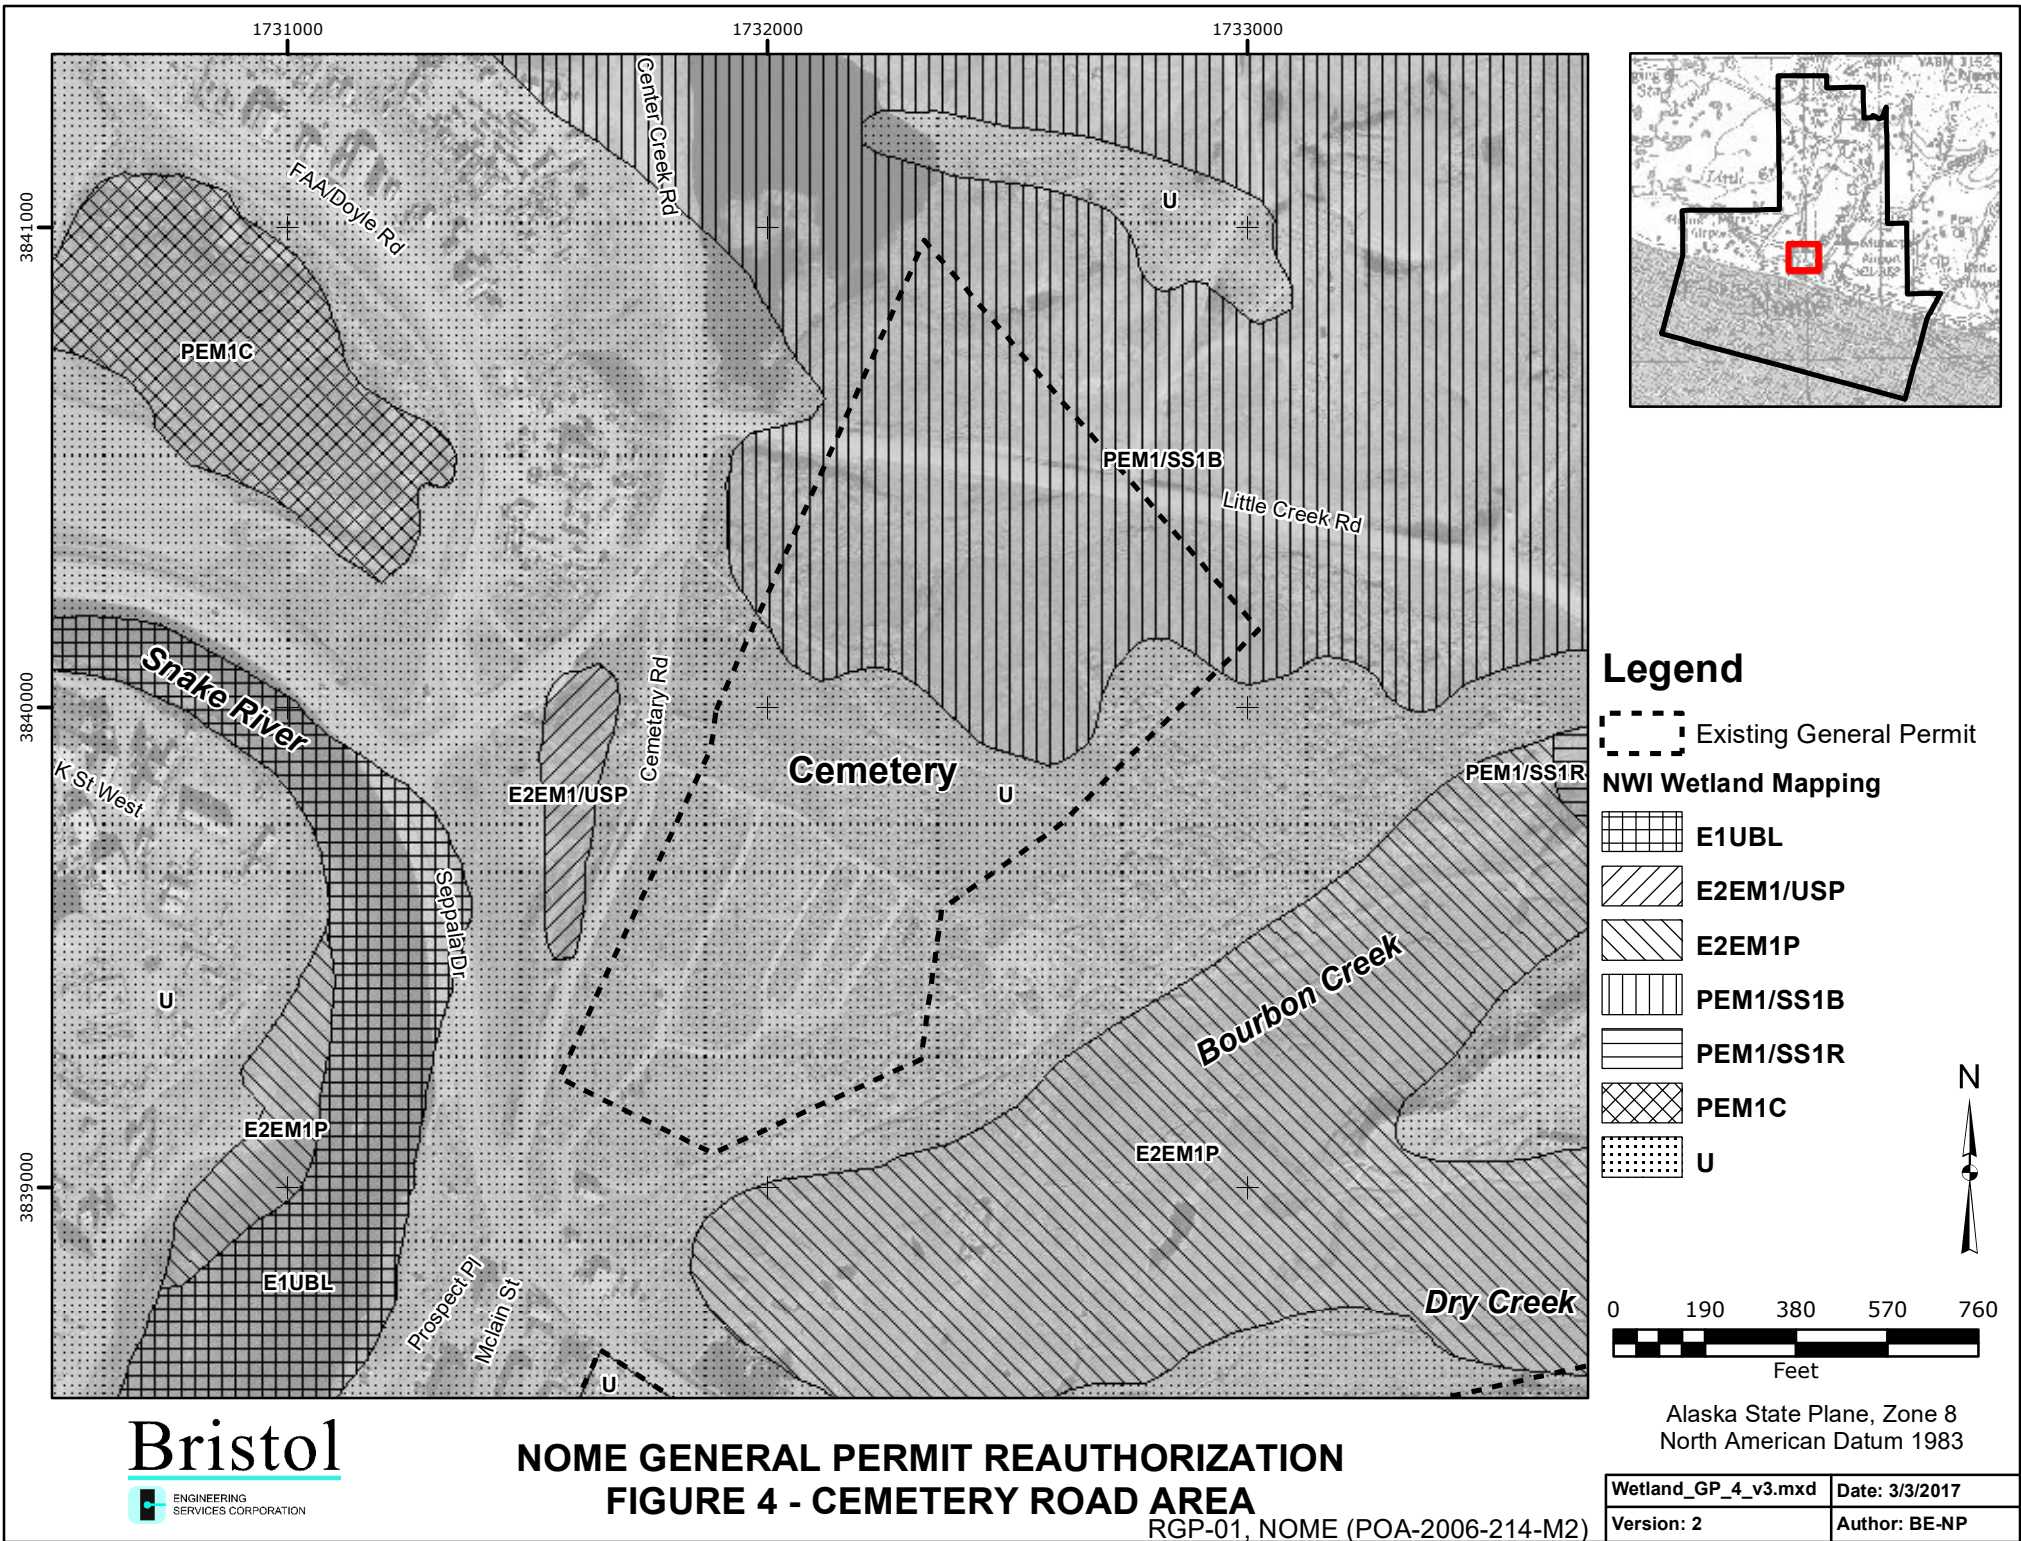 1731000
1732000
1733000
3841000
3840000
3839000
Center Creek Rd
FAA/Doyle Rd
U
PEM1C
PEM1/SS1B
Little Creek Rd
Snake River
Cemetary Rd
K St West
E2EM1/USP
Cemetery
U
PEM1/SS1R
Seppala Dr
Bourbon Creek
U
E2EM1P
E2EM1P
E1UBL
Prospect Pl
Mclain St
Dry Creek
U
Nome
Legend
Existing General Permit
NWI Wetland Mapping
E1UBL
E2EM1/USP
E2EM1P
PEM1/SS1B
PEM1/SS1R
PEM1C
U
N
0 190 380 570 760
Feet
Alaska State Plane, Zone 8
North American Datum 1983
Bristol
ENGINEERING
SERVICES CORPORATION
NOME GENERAL PERMIT REAUTHORIZATION
FIGURE 4 - CEMETERY ROAD AREA
RGP-01, NOME (POA-2006-214-M2)
Wetland_GP_4_v3.mxd
Date: 3/3/2017
Version: 2
Author: BE-NP